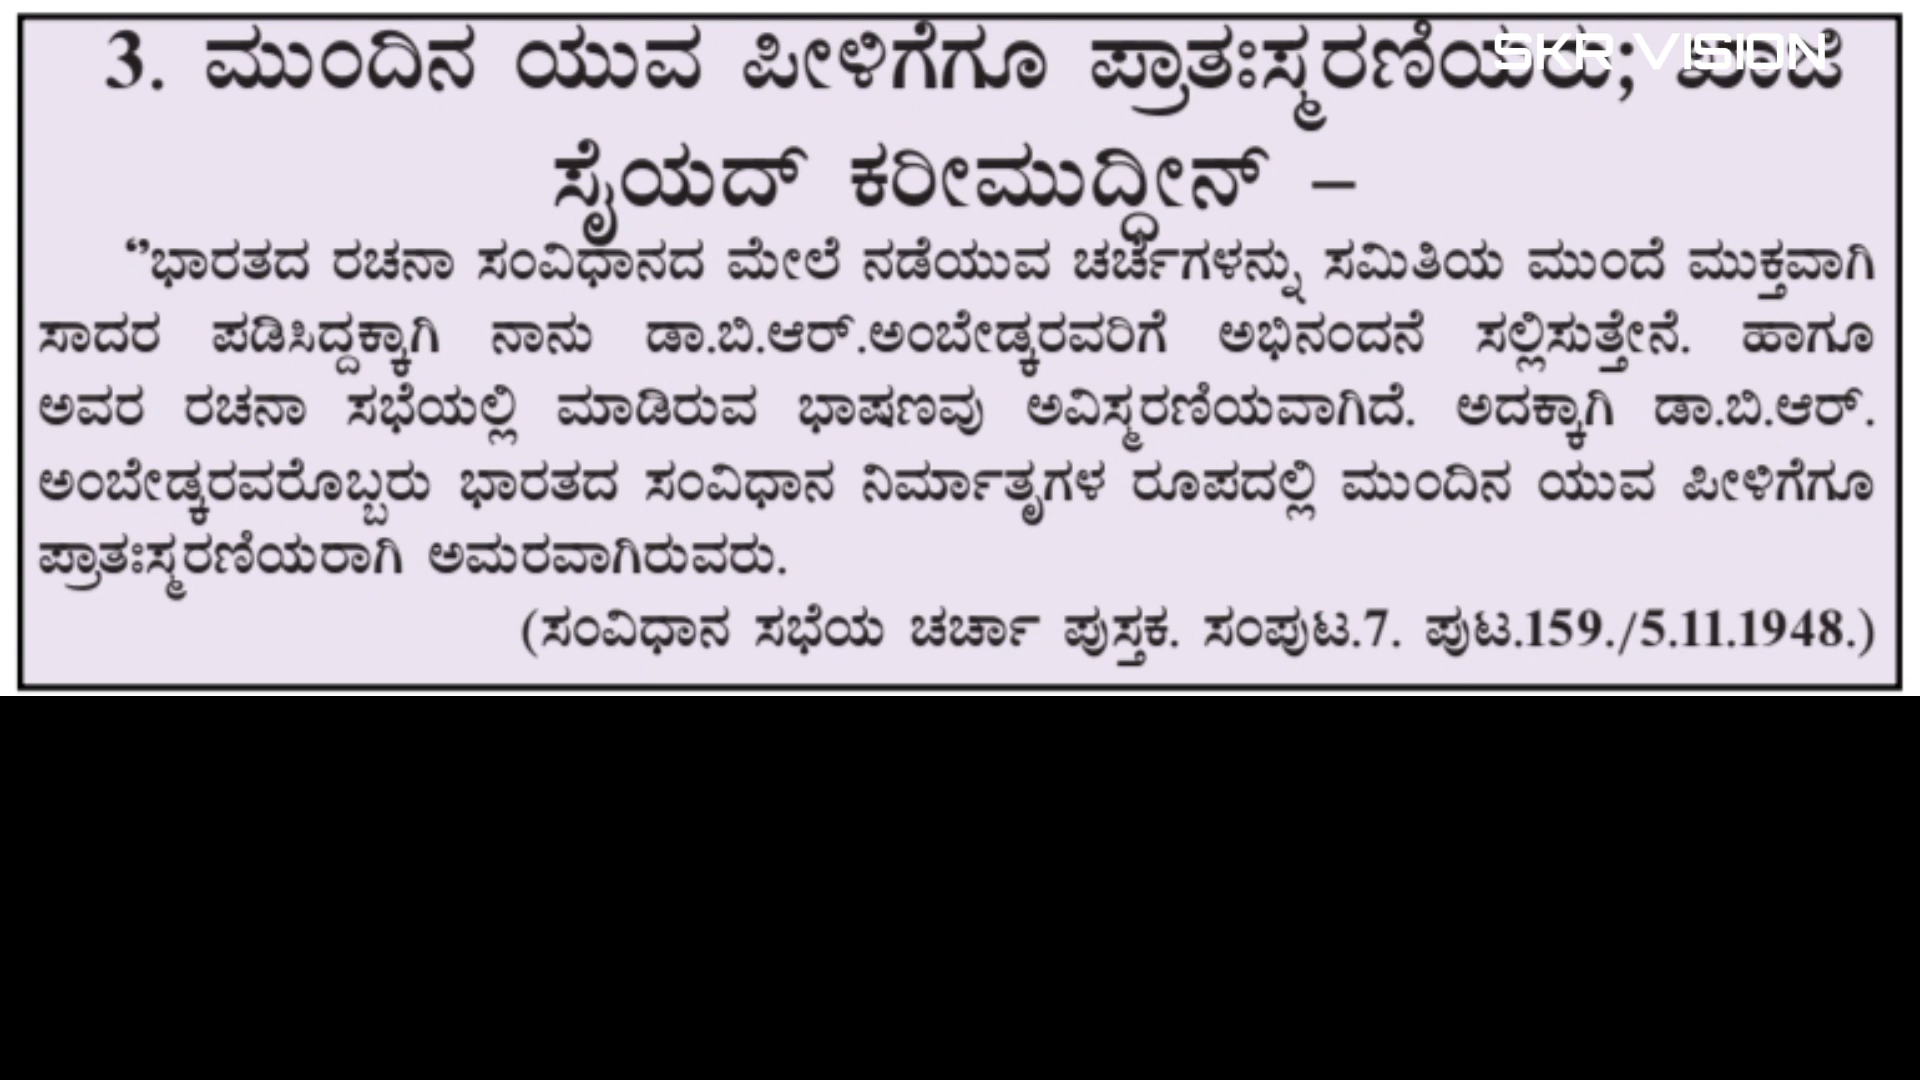 3. ಮುಂದಿನ ಯುವ ಪೀಳಿಗೆಗೂ ಪ್ರಾತಃಸ್ಮರಣಿಯರು;
SKR VISION
ಸೈಯದ್ ಕರೀಮುದ್ದೀನ್ –
“ಭಾರತದ ರಚನಾ ಸಂವಿಧಾನದ ಮೇಲೆ ನಡೆಯುವ ಚರ್ಚೆಗಳನ್ನು ಸಮಿತಿಯ ಮುಂದೆ ಮುಕ್ತವಾಗಿ
ಸಾದರ ಪಡಿಸಿದ್ದಕ್ಕಾಗಿ ನಾನು ಡಾ.ಬಿ.ಆರ್.ಅಂಬೇಡ್ಕರವರಿಗೆ ಅಭಿನಂದನೆ ಸಲ್ಲಿಸುತ್ತೇನೆ. ಹಾಗೂ
ಅವರ ರಚನಾ ಸಭೆಯಲ್ಲಿ ಮಾಡಿರುವ ಭಾಷಣವು ಅವಿಸ್ಮರಣಿಯವಾಗಿದೆ. ಅದಕ್ಕಾಗಿ ಡಾ.ಬಿ.ಆರ್.
ಅಂಬೇಡ್ಕರವರೊಬ್ಬರು ಭಾರತದ ಸಂವಿಧಾನ ನಿರ್ಮಾತೃಗಳ ರೂಪದಲ್ಲಿ ಮುಂದಿನ ಯುವ ಪೀಳಿಗೆಗೂ
ಪ್ರಾತಃಸ್ಮರಣಿಯರಾಗಿ ಅಮರವಾಗಿರುವರು.
(ಸಂವಿಧಾನ ಸಭೆಯ ಚರ್ಚಾ ಪುಸ್ತಕ. ಸಂಪುಟ.7. ಪುಟ.159./5.11.1948.)